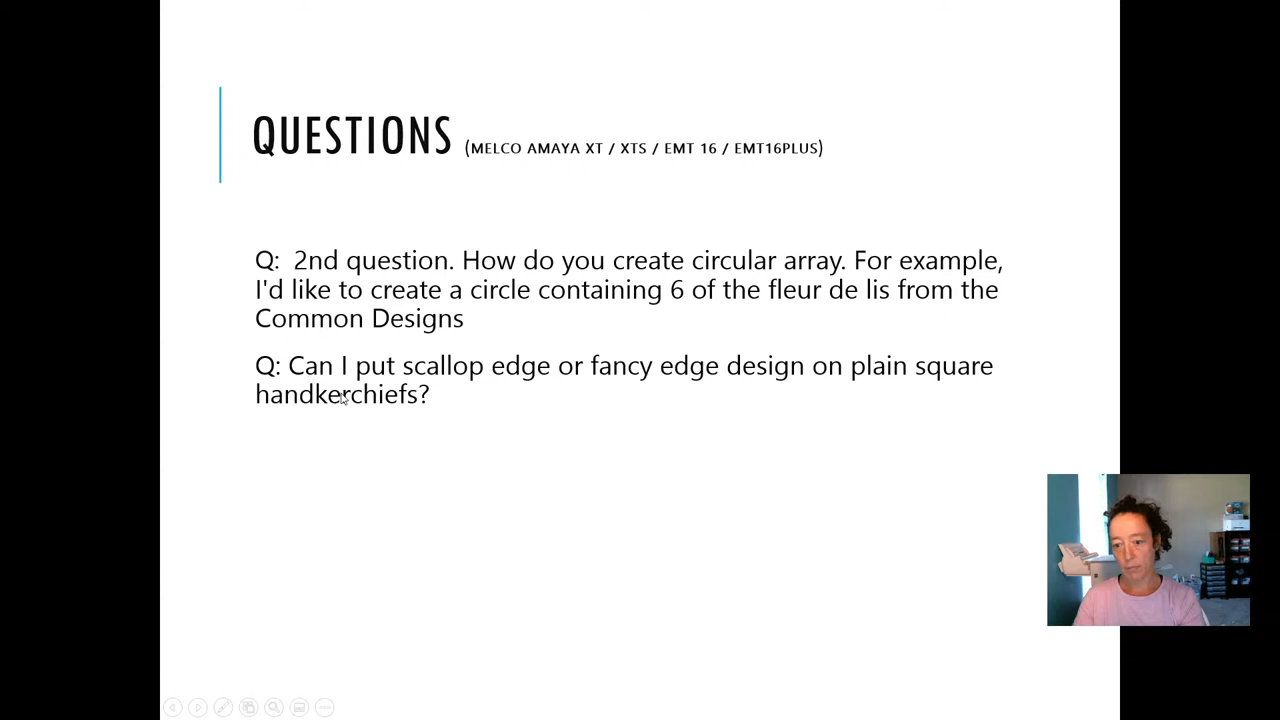 QUESTIONS (MELCO AMAYA XT / XTS / EMT 16 / EMT16PLUS)
Q:  2nd question. How do you create circular array. For example,
I'd like to create a circle containing 6 of the fleur de lis from the
Common Designs
Q: Can I put scallop edge or fancy edge design on plain square
handkerchiefs?